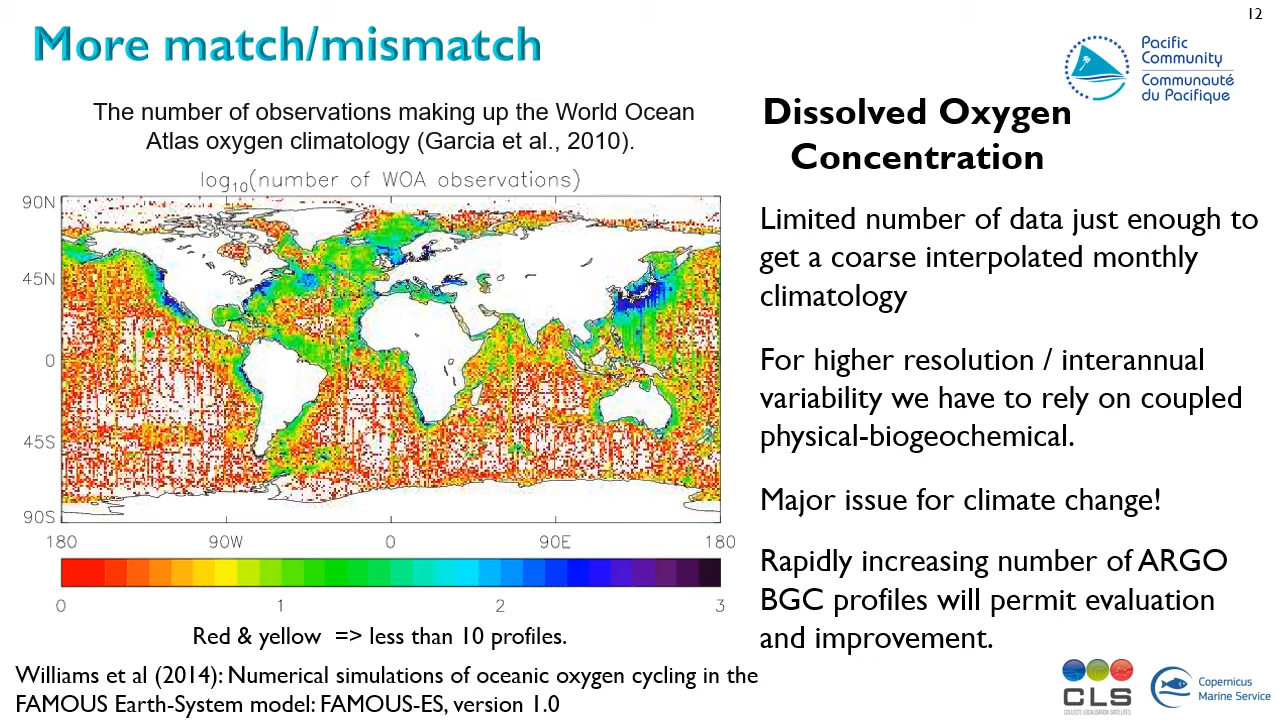 12
More match/mismatch
Pacific
Community
Communauté
du Pacifique
The number of observations making up the World Ocean
Atlas oxygen climatology (Garcia et al., 2010).
log10(number of WOA observations)
90N
45N
0
45S
90S
180 90W 0 90E 180
0 1 2 3
Red & yellow => less than 10 profiles.
Williams et al (2014): Numerical simulations of oceanic oxygen cycling in the
FAMOUS Earth-System model: FAMOUS-ES, version 1.0
Dissolved Oxygen
Concentration
Limited number of data just enough to
get a coarse interpolated monthly
climatology
For higher resolution / interannual
variability we have to rely on coupled
physical-biogeochemical.
Major issue for climate change!
Rapidly increasing number of ARGO
BGC profiles will permit evaluation
and improvement.
CLS
COLLECTE LOCALISATION SATELLITES
Copernicus
Marine Service